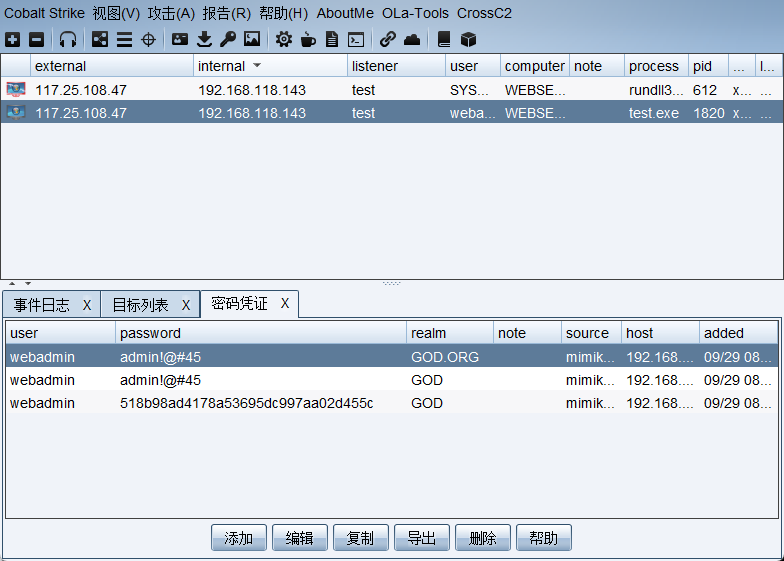 Cobalt Strike 视图(V) 攻击(A) 报告(R) 帮助(H) AboutMe OLa-Tools CrossC2
external internal listener user computer note process pid ... l...
117.25.108.47 192.168.118.143 test SYS... WEBSE... rundll3... 612 x... ...
117.25.108.47 192.168.118.143 test weba... WEBSE... test.exe 1820 x... ...
事件日志 X 目标列表 X 密码凭证 X
user password realm note source host added
webadmin admin!@#45 GOD.ORG mimik... 192.168.... 09/29 08...
webadmin admin!@#45 GOD mimik... 192.168.... 09/29 08...
webadmin 518b98ad4178a53695dc997aa02d455c GOD mimik... 192.168.... 09/29 08...
添加 编辑 复制 导出 删除 帮助